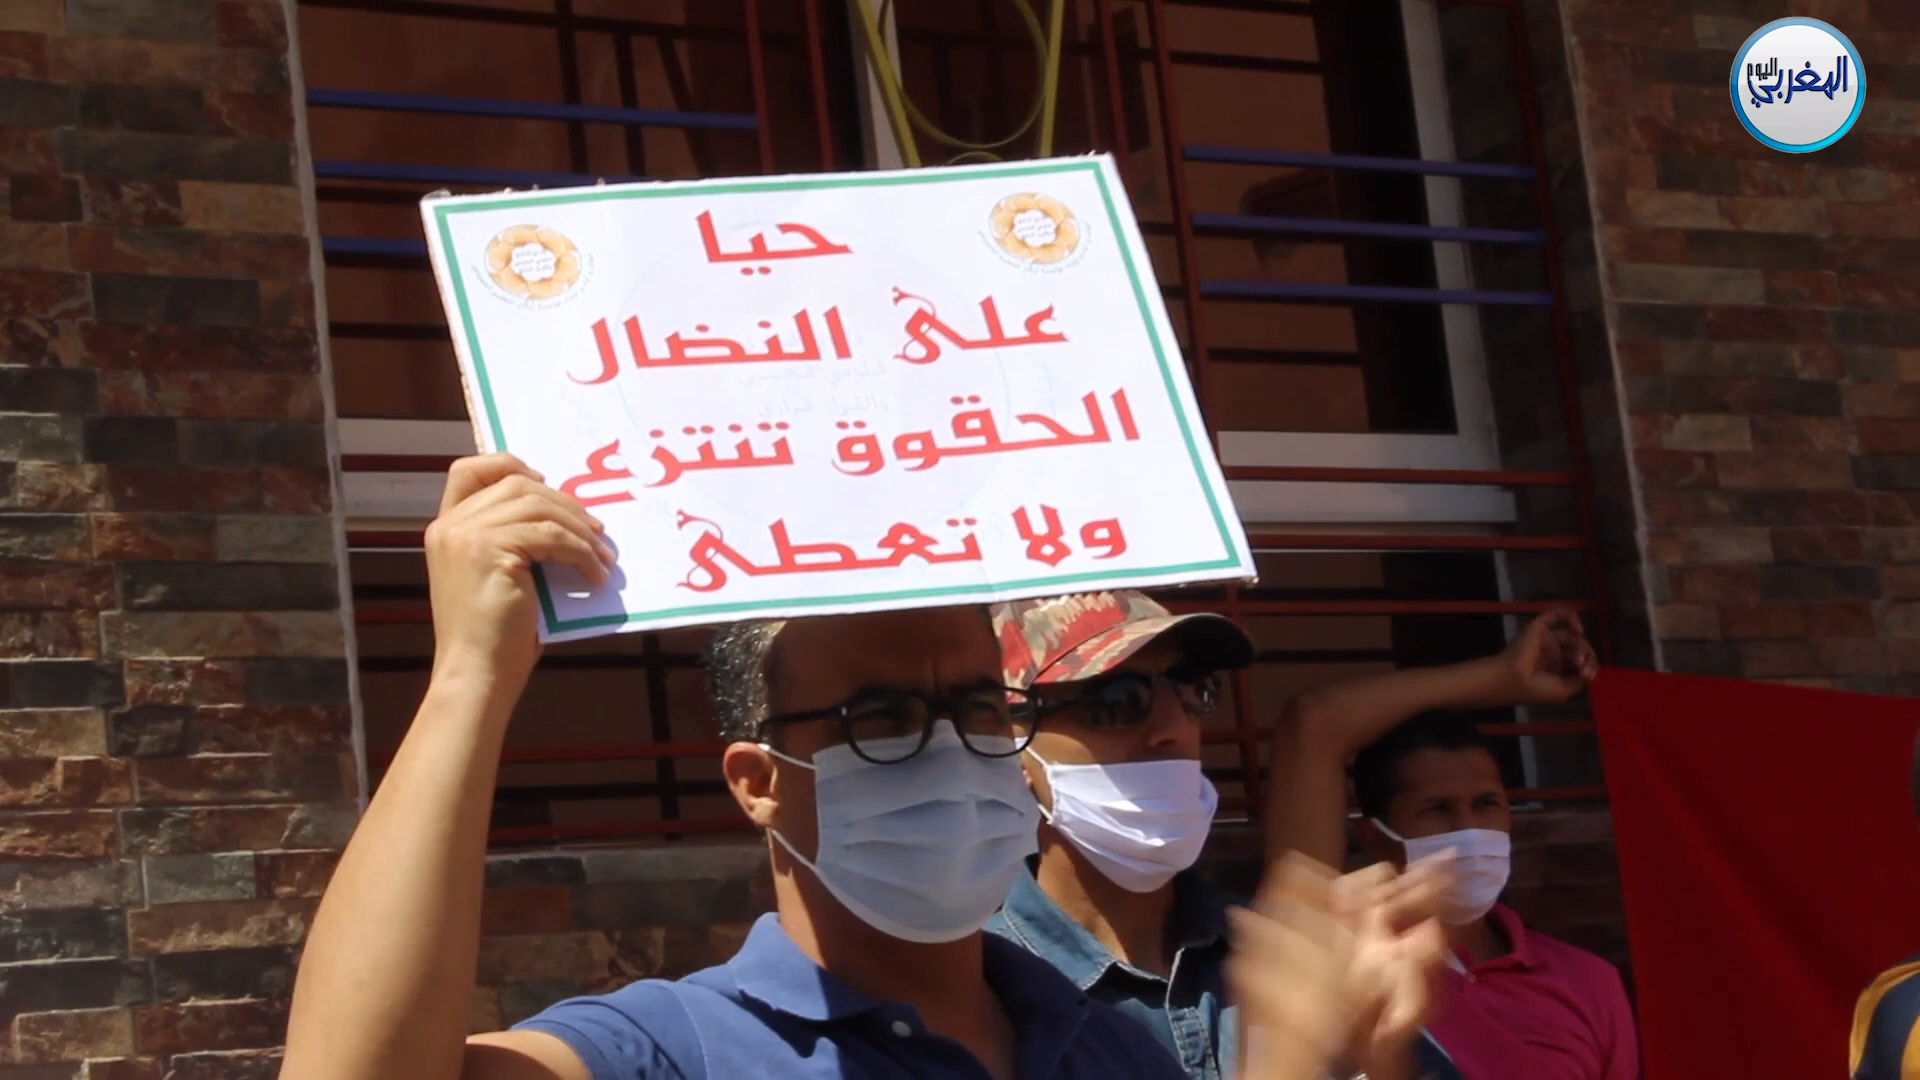 المغربي اليوم
حيا
على النضال
الحقوق تنتزع
ولا تعطى